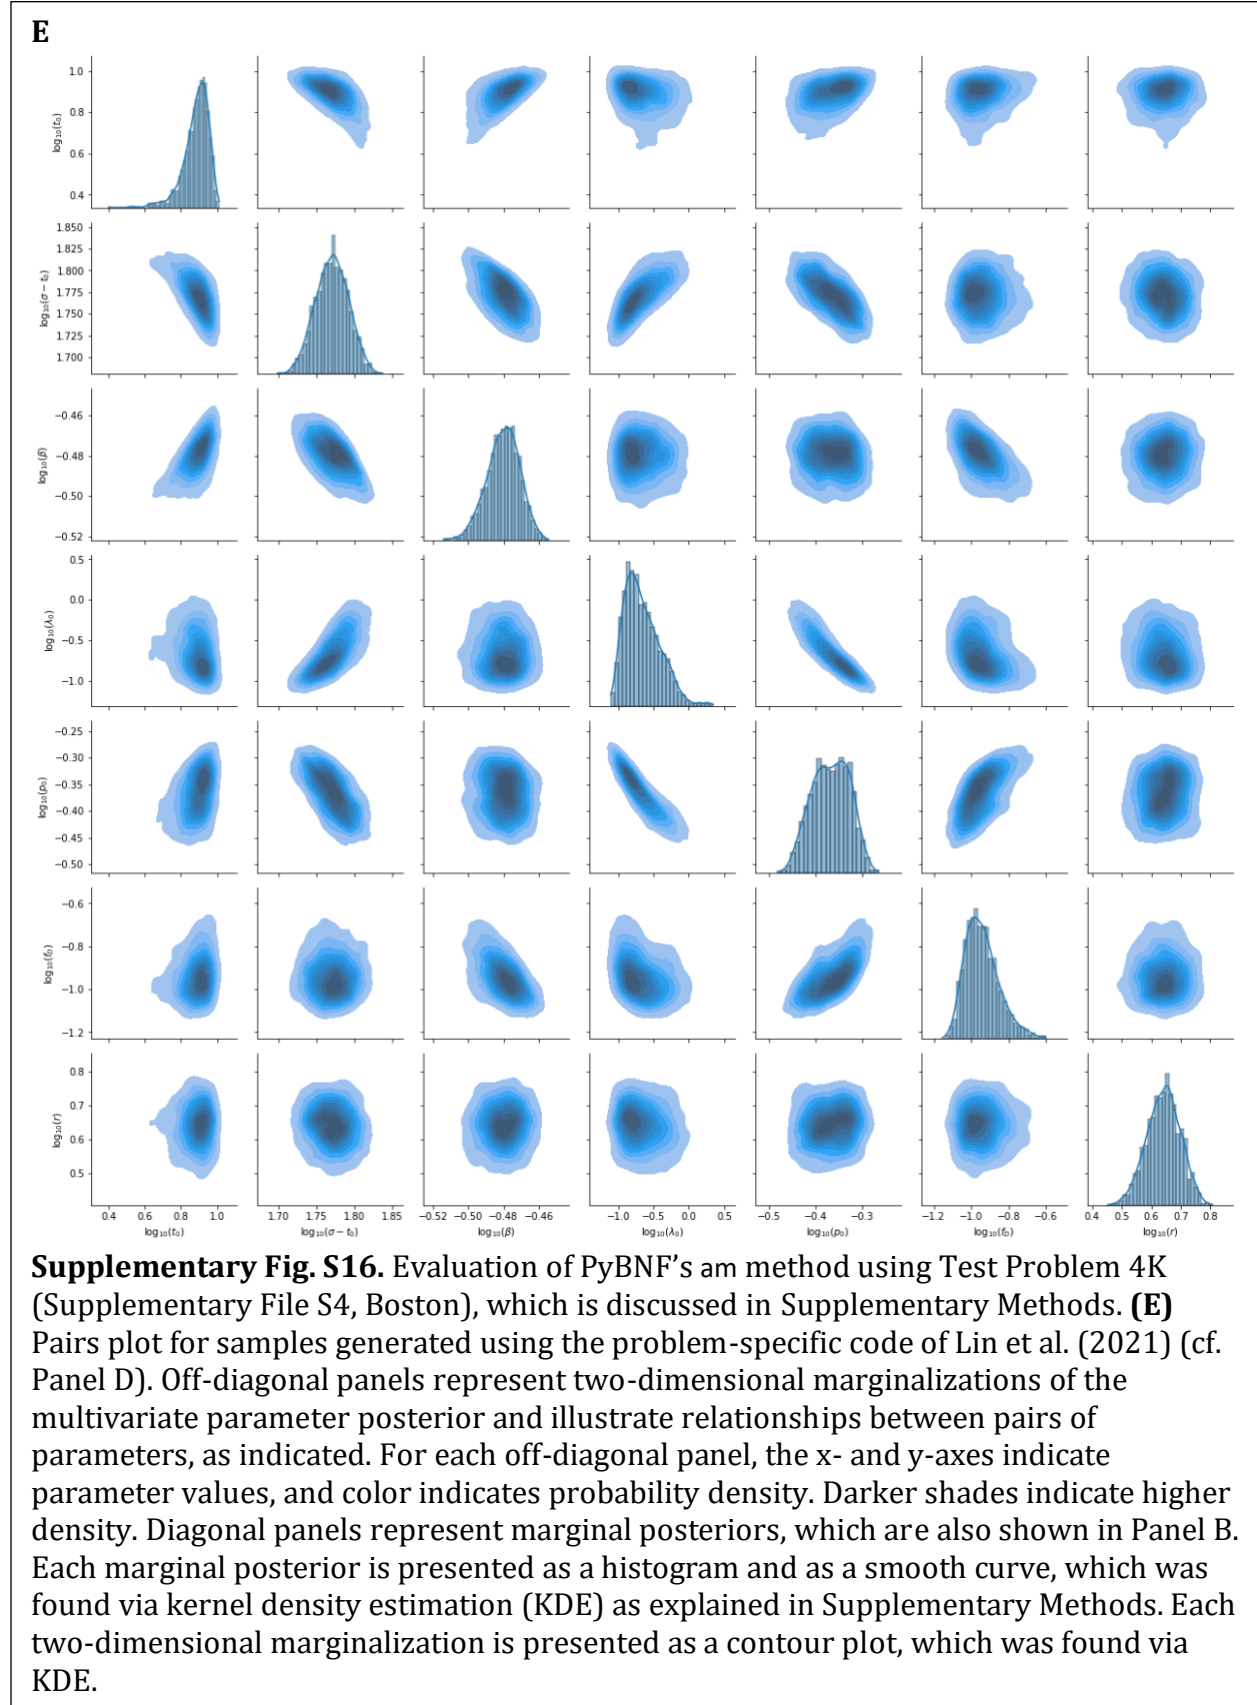 E
1.0
0.8
0.6
0.4
log₁₀(t₀)
1.850
1.825
1.800
1.775
1.750
1.725
1.700
log₁₀(σ − t₀)
−0.46
−0.48
−0.50
−0.52
log₁₀(β)
0.5
0.0
−0.5
−1.0
log₁₀(λ₀)
−0.25
−0.30
−0.35
−0.40
−0.45
−0.50
log₁₀(p₀)
−0.6
−0.8
−1.0
−1.2
log₁₀(f₀)
0.8
0.7
0.6
0.5
log₁₀(r)
0.4 0.6 0.8 1.0 1.70 1.75 1.80 1.85 −0.52 −0.50 −0.48 −0.46 −1.0 −0.5 0.0 0.5 −0.5 −0.4 −0.3 −1.2 −1.0 −0.8 −0.6 0.4 0.5 0.6 0.7 0.8
log₁₀(t₀) log₁₀(σ − t₀) log₁₀(β) log₁₀(λ₀) log₁₀(p₀) log₁₀(f₀) log₁₀(r)
Supplementary Fig. S16. Evaluation of PyBNF’s am method using Test Problem 4K
(Supplementary File S4, Boston), which is discussed in Supplementary Methods. (E)
Pairs plot for samples generated using the problem-specific code of Lin et al. (2021) (cf.
Panel D). Off-diagonal panels represent two-dimensional marginalizations of the
multivariate parameter posterior and illustrate relationships between pairs of
parameters, as indicated. For each off-diagonal panel, the x- and y-axes indicate
parameter values, and color indicates probability density. Darker shades indicate higher
density. Diagonal panels represent marginal posteriors, which are also shown in Panel B.
Each marginal posterior is presented as a histogram and as a smooth curve, which was
found via kernel density estimation (KDE) as explained in Supplementary Methods. Each
two-dimensional marginalization is presented as a contour plot, which was found via
KDE.